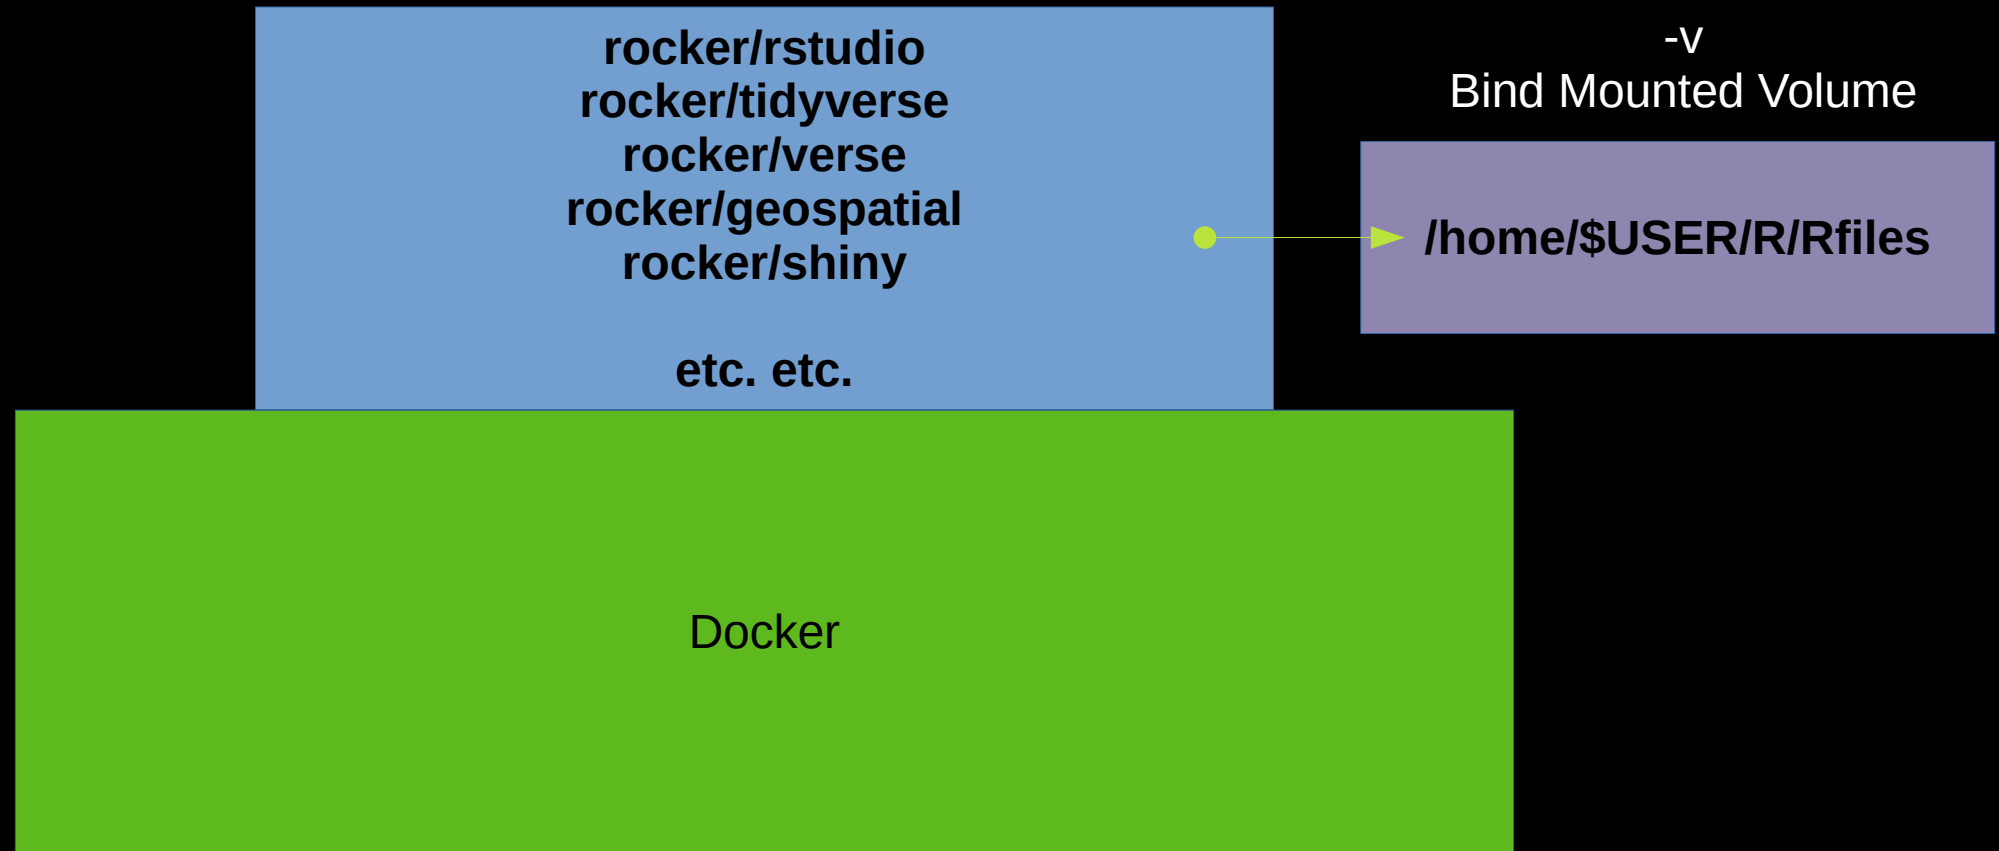 rocker/rstudio
rocker/tidyverse
rocker/verse
rocker/geospatial
rocker/shiny
etc. etc.
-v
Bind Mounted Volume
/home/$USER/R/Rfiles
Docker